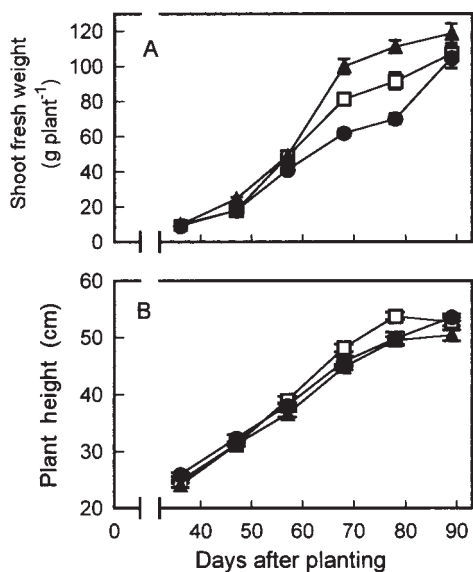 A
Shoot fresh weight
(g plant-1)
120
100
80
60
40
20
0
B
Plant height (cm)
60
50
40
30
20
0 40 50 60 70 80 90
Days after planting